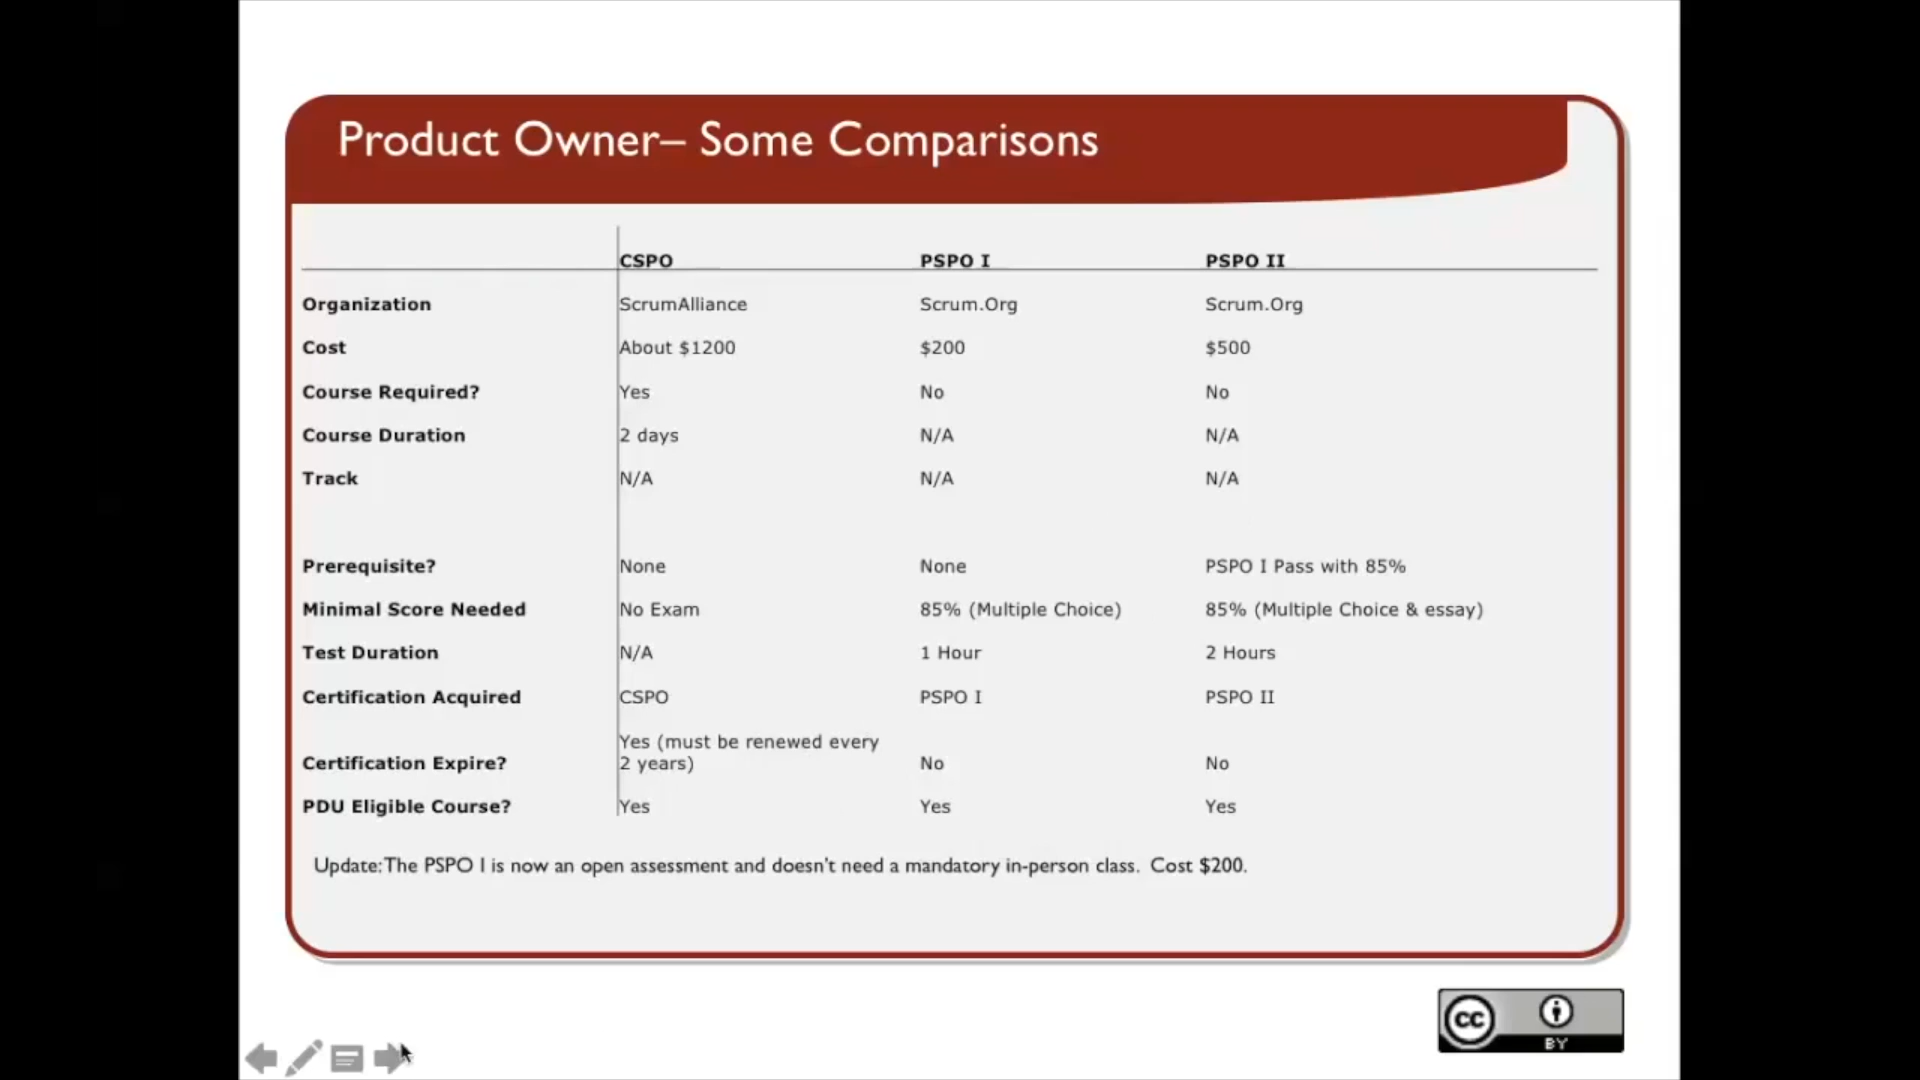 Product Owner– Some Comparisons
CSPO PSPO I PSPO II
Organization ScrumAlliance Scrum.Org Scrum.Org
Cost About $1200 $200 $500
Course Required? Yes No No
Course Duration 2 days N/A N/A
Track N/A N/A N/A
Prerequisite? None None PSPO I Pass with 85%
Minimal Score Needed No Exam 85% (Multiple Choice) 85% (Multiple Choice & essay)
Test Duration N/A 1 Hour 2 Hours
Certification Acquired CSPO PSPO I PSPO II
Yes (must be renewed every
Certification Expire? 2 years) No No
PDU Eligible Course? Yes Yes Yes
Update:The PSPO I is now an open assessment and doesn't need a mandatory in-person class. Cost $200.
cc
BY